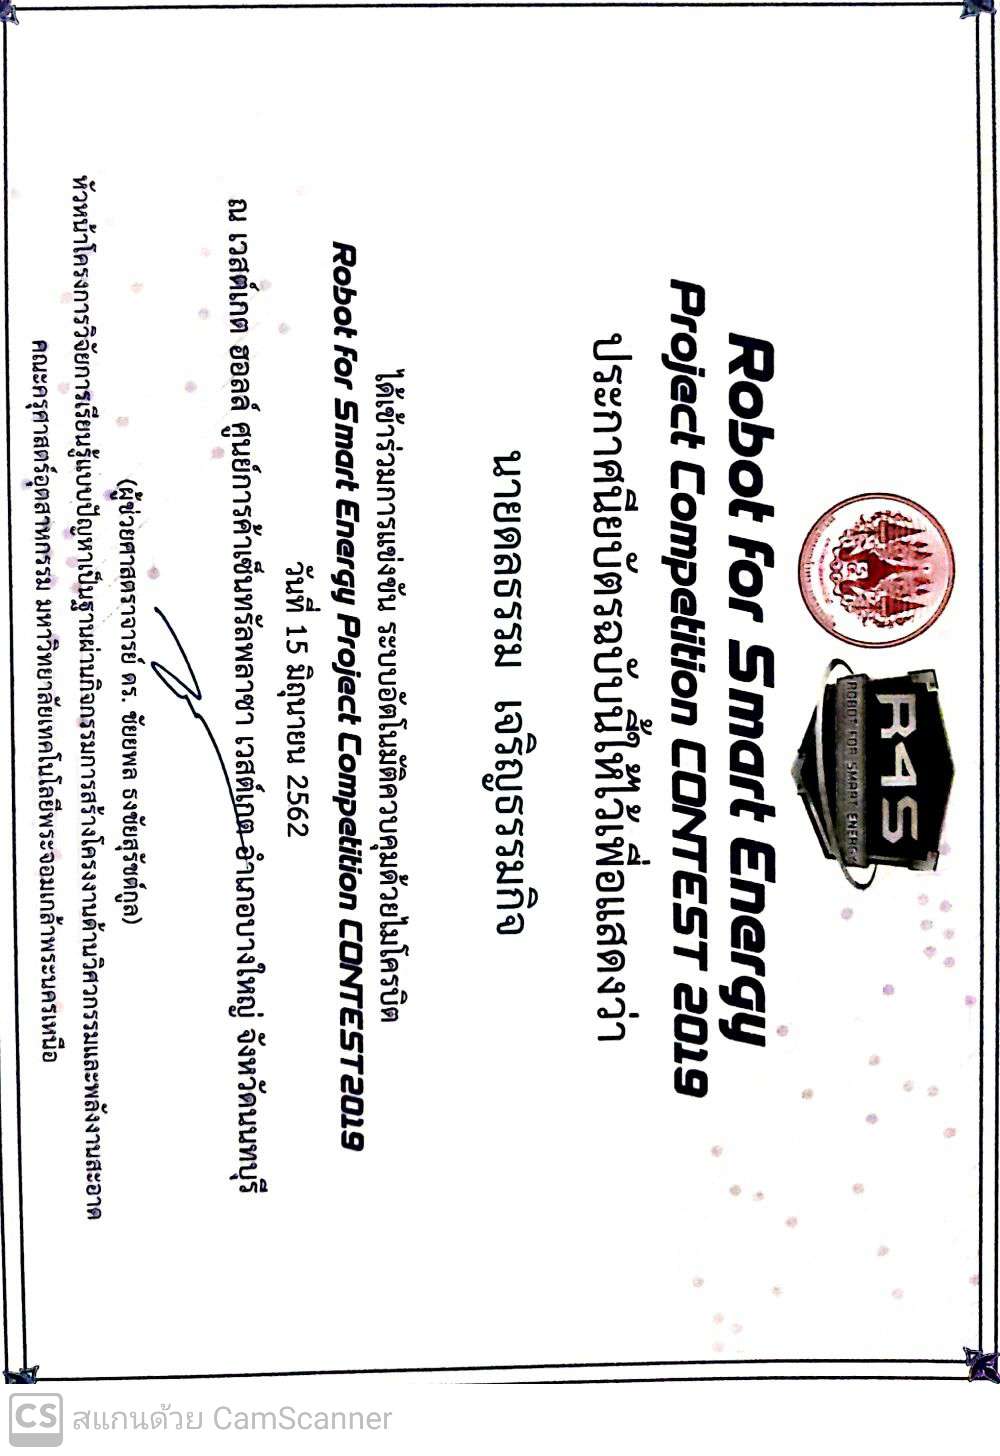 R4S
ROBOT FOR SMART ENERGY
Robot for Smart Energy
Project Competition CONTEST 2019
ประกาศนียบัตรฉบับนี้ให้ไว้เพื่อแสดงว่า
นายดลธรรม เจริญธรรมกิจ
ได้เข้าร่วมการแข่งขัน ระบบอัตโนมัติควบคุมด้วยไมโครบิต
Robot for Smart Energy Project Competition CONTEST2019
วันที่ 15 มิถุนายน 2562
ณ เวสต์เกต ฮอลล์ ศูนย์การค้าเซ็นทรัลพลาซา เวสต์เกต อำเภอบางใหญ่ จังหวัดนนทบุรี
(ผู้ช่วยศาสตราจารย์ ดร. ชัยยพล ธงชัยสุรัชต์กูล)
หัวหน้าโครงการวิจัยการเรียนรู้แบบปัญหาเป็นฐานผ่านกิจกรรมการสร้างโครงงานด้านวิศวกรรมและพลังงานสะอาด
คณะครุศาสตร์อุตสาหกรรม มหาวิทยาลัยเทคโนโลยีพระจอมเกล้าพระนครเหนือ
CS สแกนด้วย CamScanner